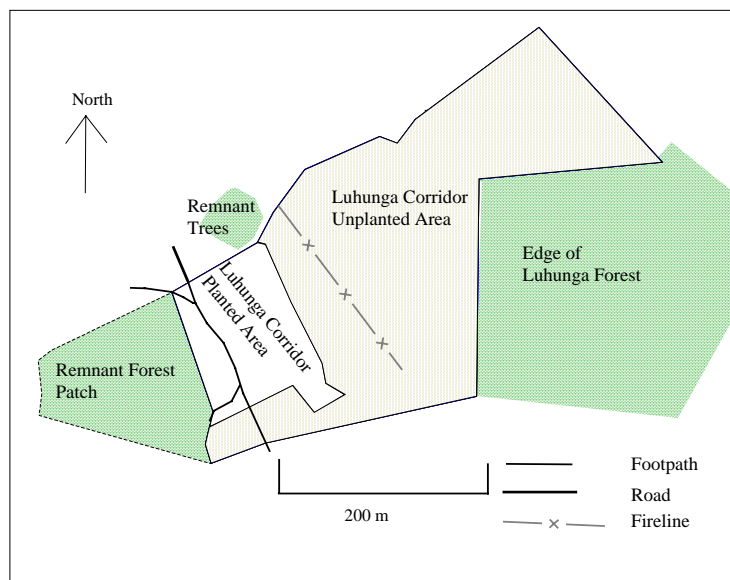 North
Remnant
Trees
Luhunga Corridor
Unplanted Area
Edge of
Luhunga Forest
Luhunga Corridor
Planted Area
Remnant Forest
Patch
200 m
Footpath
Road
Fireline